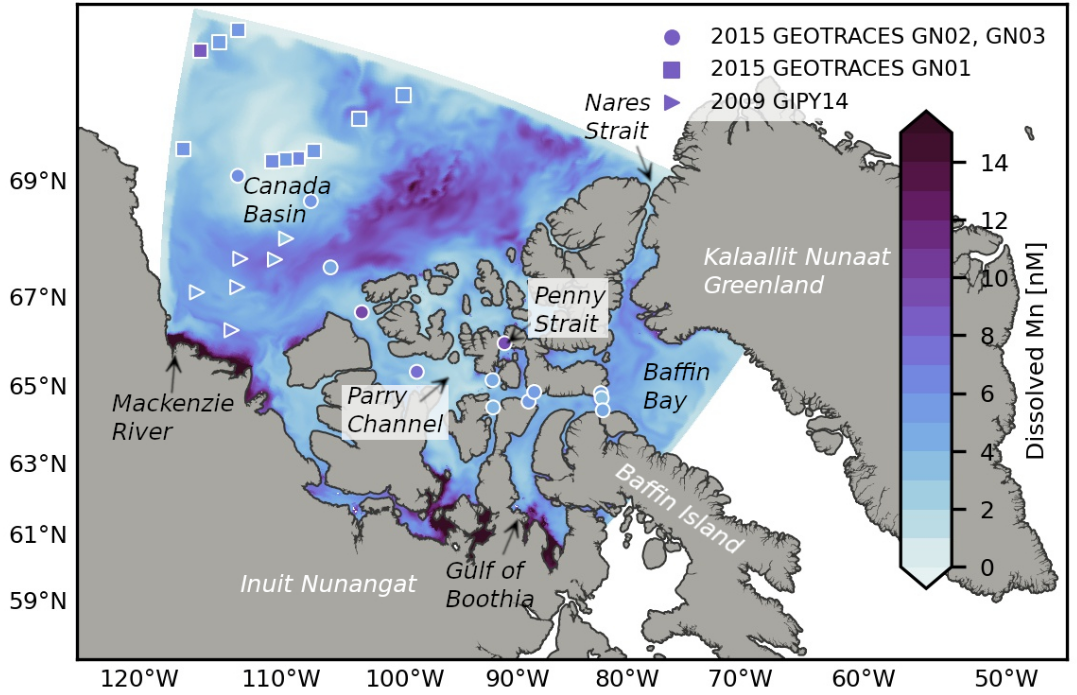 2015 GEOTRACES GN02, GN03
2015 GEOTRACES GN01
2009 GIPY14
Nares
Strait
Canada
Basin
Kalaallit Nunaat
Greenland
Penny
Strait
Baffin
Bay
Parry
Channel
Mackenzie
River
Baffin Island
Gulf of
Boothia
Inuit Nunangat
69°N
67°N
65°N
63°N
61°N
59°N
120°W 110°W 100°W 90°W 80°W 70°W 60°W 50°W
14
12
10
8
6
4
2
0
Dissolved Mn [nM]